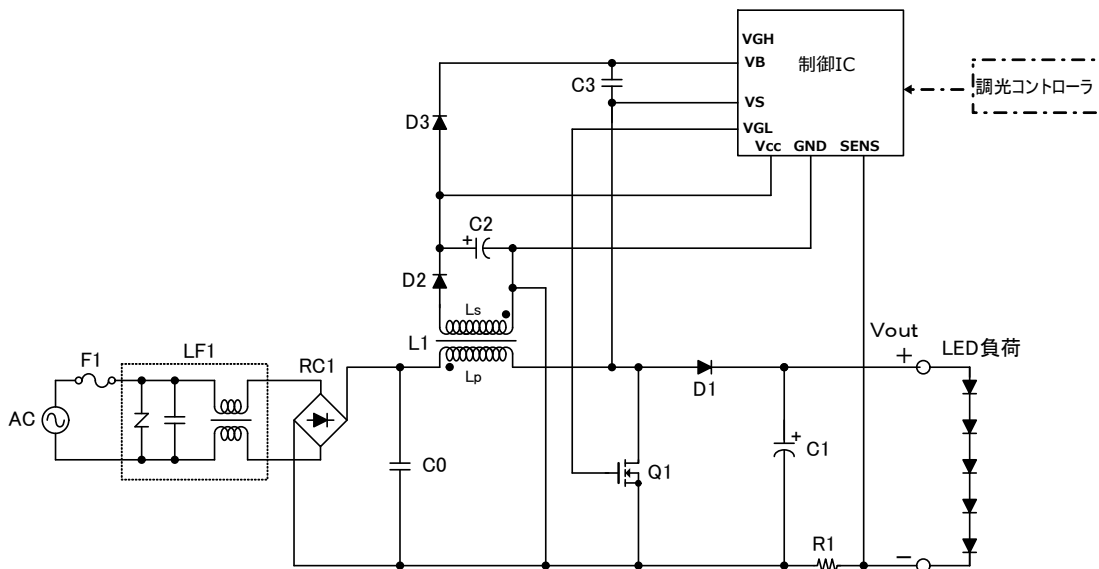 VGH
VB
制御IC
C3
VS
調光コントローラ
D3
VGL
Vcc GND SENS
C2
+
D2
Ls
L1
Lp
Vout
F1
LF1
RC1
+
LED負荷
D1
AC
+
C1
C0
Q1
R1
−